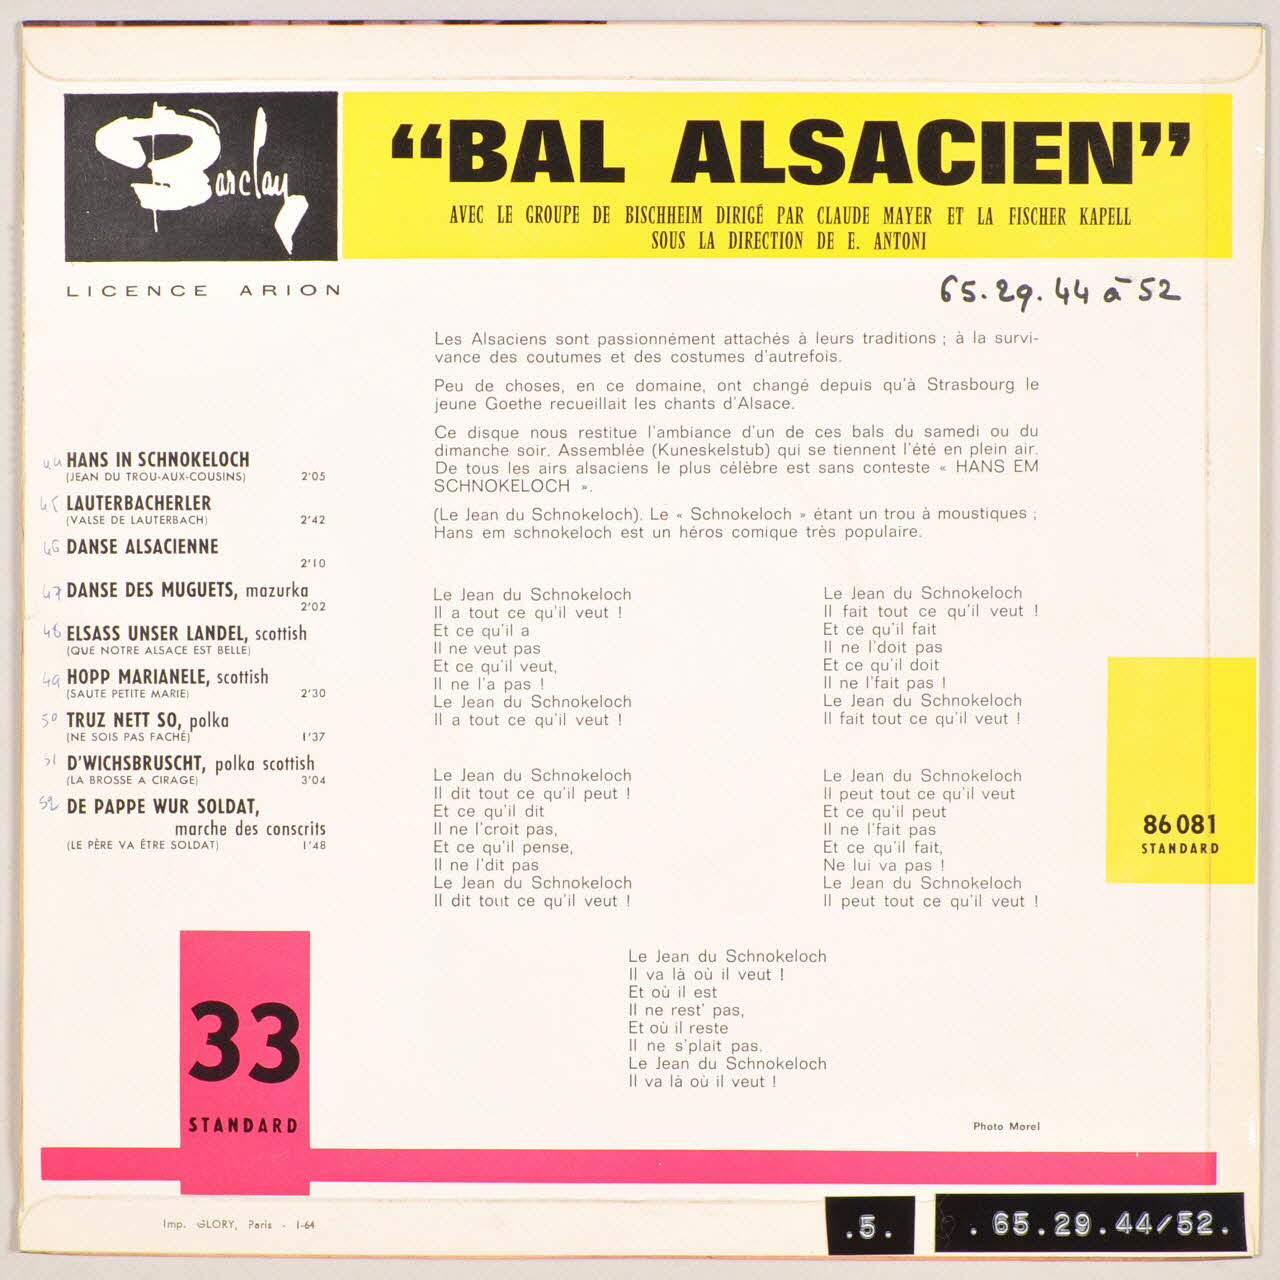 Barclay
LICENCE ARION
“BAL ALSACIEN”
AVEC LE GROUPE DE BISCHHEIM DIRIGÉ PAR CLAUDE MAYER ET LA FISCHER KAPELL
SOUS LA DIRECTION DE E. ANTONI
65.29.44 à 52
44 HANS IN SCHNOKELOCH
(JEAN DU TROU-AUX-COUSINS) 2'05
45 LAUTERBACHERLER
(VALSE DE LAUTERBACH) 2'42
46 DANSE ALSACIENNE
2'10
47 DANSE DES MUGUETS, mazurka
2'02
48 ELSASS UNSER LANDEL, scottish
(QUE NOTRE ALSACE EST BELLE)
49 HOPP MARIANELE, scottish
(SAUTE PETITE MARIE) 2'30
50 TRUZ NETT SO, polka
(NE SOIS PAS FACHÉ) 1'37
51 D'WICHSBRUSCHT, polka scottish
(LA BROSSE A CIRAGE) 3'04
52 DE PAPPE WUR SOLDAT,
marche des conscrits
(LE PÈRE VA ÊTRE SOLDAT) 1'48
Les Alsaciens sont passionnément attachés à leurs traditions ; à la survi-
vance des coutumes et des costumes d'autrefois.
Peu de choses, en ce domaine, ont changé depuis qu'à Strasbourg le
jeune Goethe recueillait les chants d'Alsace.
Ce disque nous restitue l'ambiance d'un de ces bals du samedi ou du
dimanche soir. Assemblée (Kuneskelstub) qui se tiennent l'été en plein air.
De tous les airs alsaciens le plus célèbre est sans conteste « HANS EM
SCHNOKELOCH ».
(Le Jean du Schnokeloch). Le « Schnokeloch » étant un trou à moustiques ;
Hans em schnokeloch est un héros comique très populaire.
Le Jean du Schnokeloch
Il a tout ce qu'il veut !
Et ce qu'il a
Il ne veut pas
Et ce qu'il veut,
Il ne l'a pas !
Le Jean du Schnokeloch
Il a tout ce qu'il veut !
Le Jean du Schnokeloch
Il fait tout ce qu'il veut !
Et ce qu'il fait
Il ne l'doit pas
Et ce qu'il doit
Il ne l'fait pas !
Le Jean du Schnokeloch
Il fait tout ce qu'il veut !
Le Jean du Schnokeloch
Il dit tout ce qu'il peut !
Et ce qu'il dit
Il ne l'croit pas,
Et ce qu'il pense,
Il ne l'dit pas
Le Jean du Schnokeloch
Il dit tout ce qu'il veut !
Le Jean du Schnokeloch
Il peut tout ce qu'il veut
Et ce qu'il peut
Il ne l'fait pas
Et ce qu'il fait,
Ne lui va pas !
Le Jean du Schnokeloch
Il peut tout ce qu'il veut !
Le Jean du Schnokeloch
Il va là où il veut !
Et où il est
Il ne rest' pas,
Et où il reste
Il ne s'plait pas.
Le Jean du Schnokeloch
Il va là où il veut !
86 081
STANDARD
33
STANDARD
Photo Morel
Imp. GLORY, Paris - 1-64
.5.
.65.29.44/52.